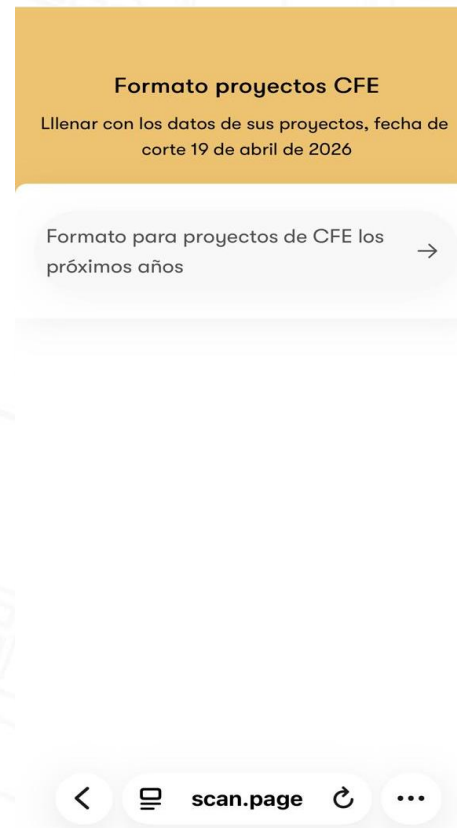 Formato proyectos CFE
Lllenar con los datos de sus proyectos, fecha de
corte 19 de abril de 2026
Formato para proyectos de CFE los
próximos años
scan.page